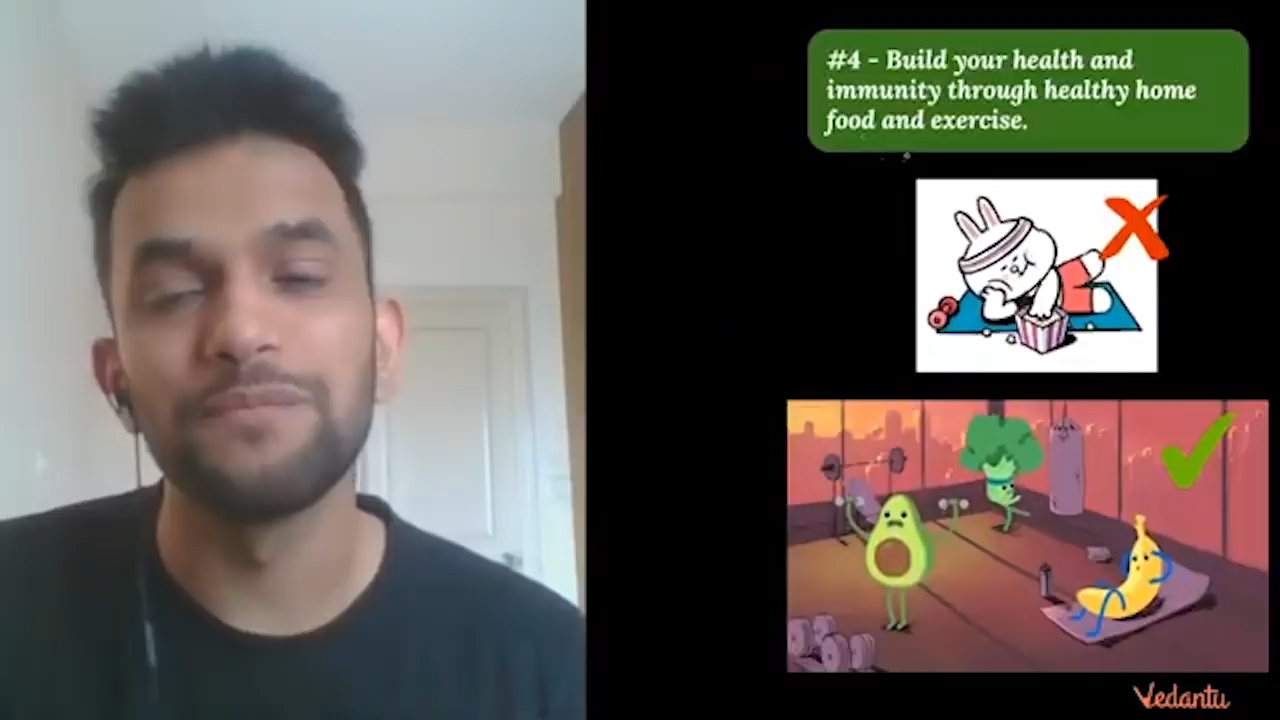 #4 - Build your health and
immunity through healthy home
food and exercise.
Vedantu